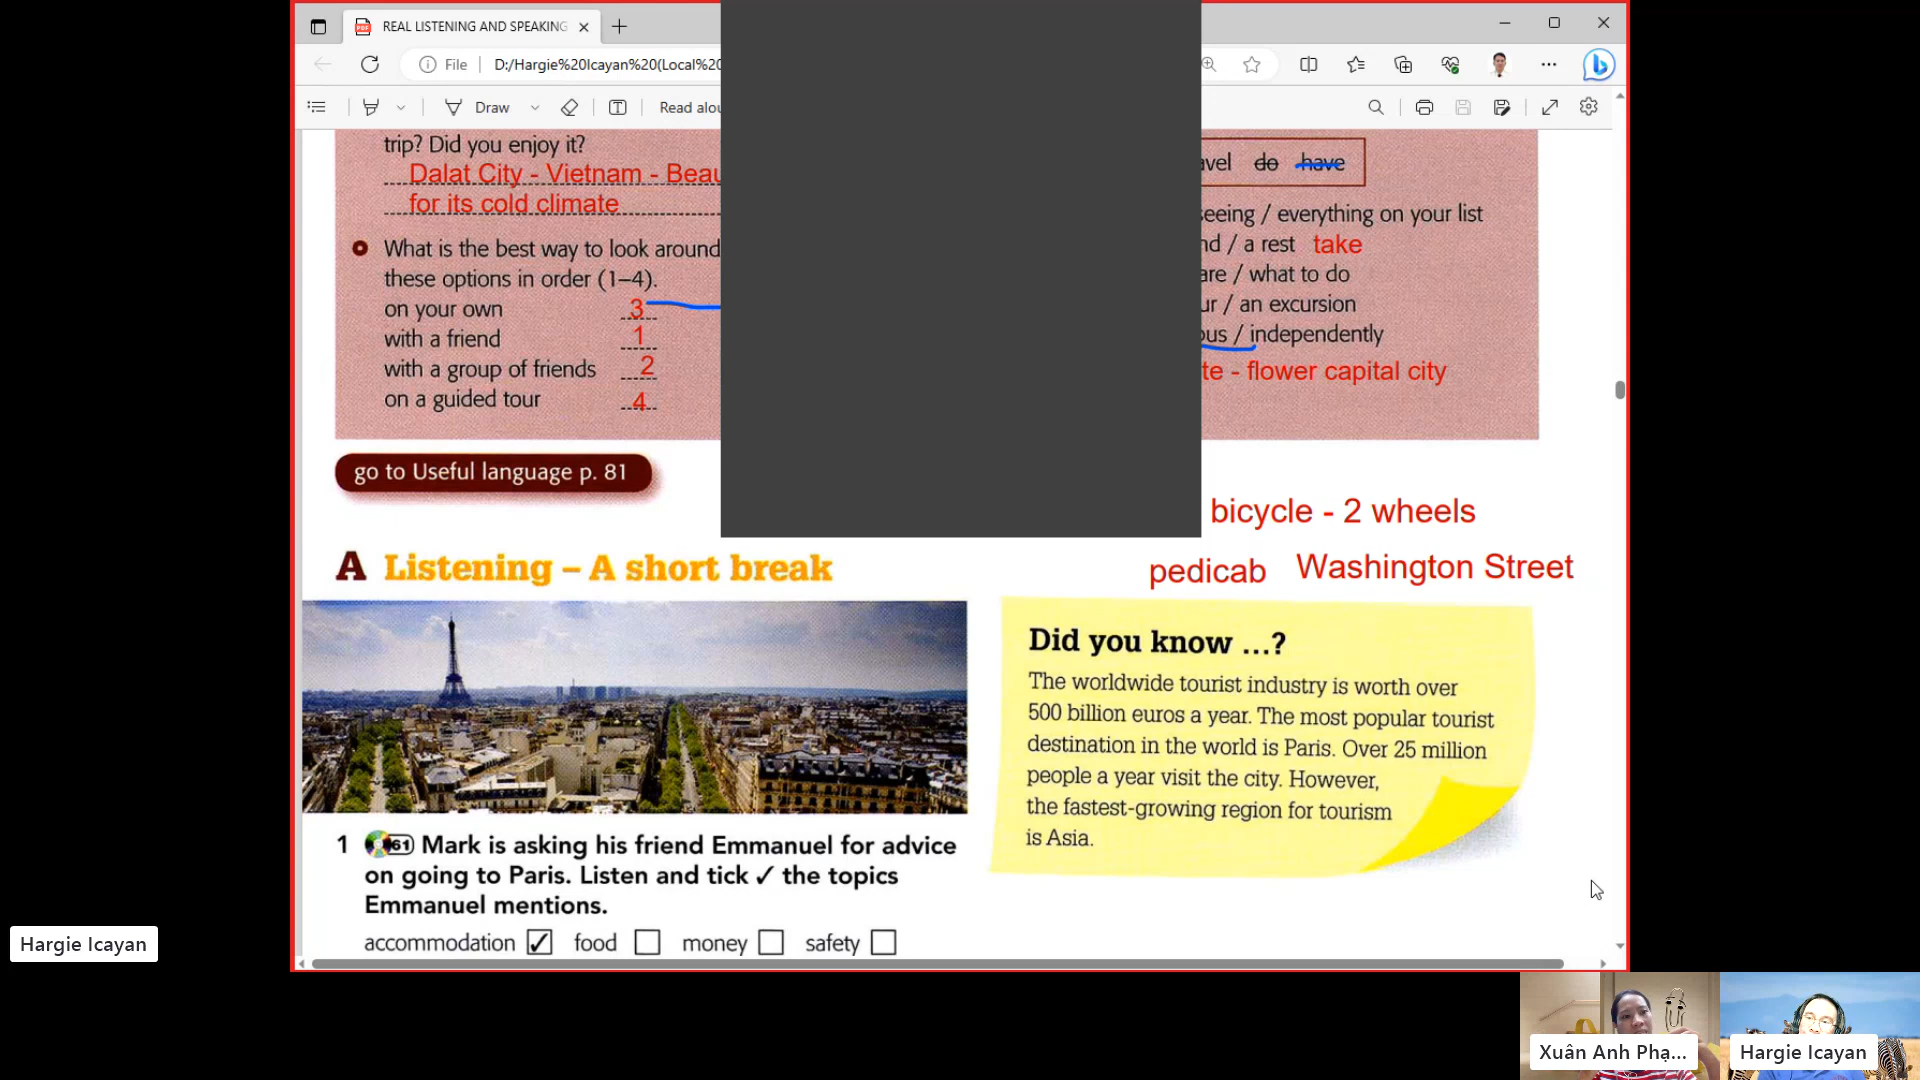 REAL LISTENING AND SPEAKING
File D:/Hargie%20Icayan%20(Local%20
Draw Read alou
trip? Did you enjoy it?
Dalat City - Vietnam - Beau
for its cold climate
What is the best way to look around
these options in order (1–4).
on your own 3
with a friend 1
with a group of friends 2
on a guided tour 4
avel do have
seeing / everything on your list
nd / a rest take
are / what to do
ur / an excursion
ous / independently
te - flower capital city
go to Useful language p. 81
bicycle - 2 wheels
pedicab Washington Street
A Listening – A short break
Did you know ...?
The worldwide tourist industry is worth over
500 billion euros a year. The most popular tourist
destination in the world is Paris. Over 25 million
people a year visit the city. However,
the fastest-growing region for tourism
is Asia.
1 61 Mark is asking his friend Emmanuel for advice
on going to Paris. Listen and tick ✓ the topics
Emmanuel mentions.
accommodation ✓ food money safety
Hargie Icayan
Xuân Anh Phạ...
Hargie Icayan